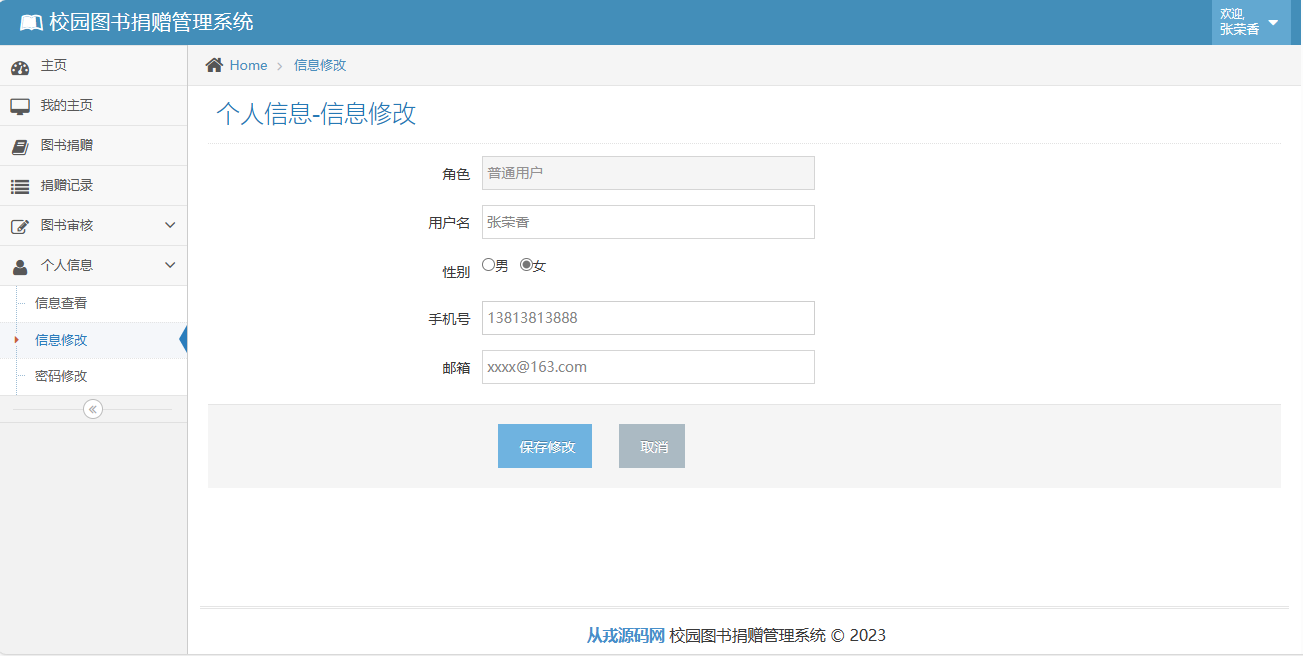 校园图书捐赠管理系统
欢迎,
张荣香
主页
我的主页
图书捐赠
捐赠记录
图书审核
个人信息
信息查看
信息修改
密码修改
Home
信息修改
个人信息-信息修改
角色 普通用户
用户名 张荣香
性别 男 女
手机号 13813813888
邮箱 xxxx@163.com
保存修改 取消
从戎源码网 校园图书捐赠管理系统 © 2023